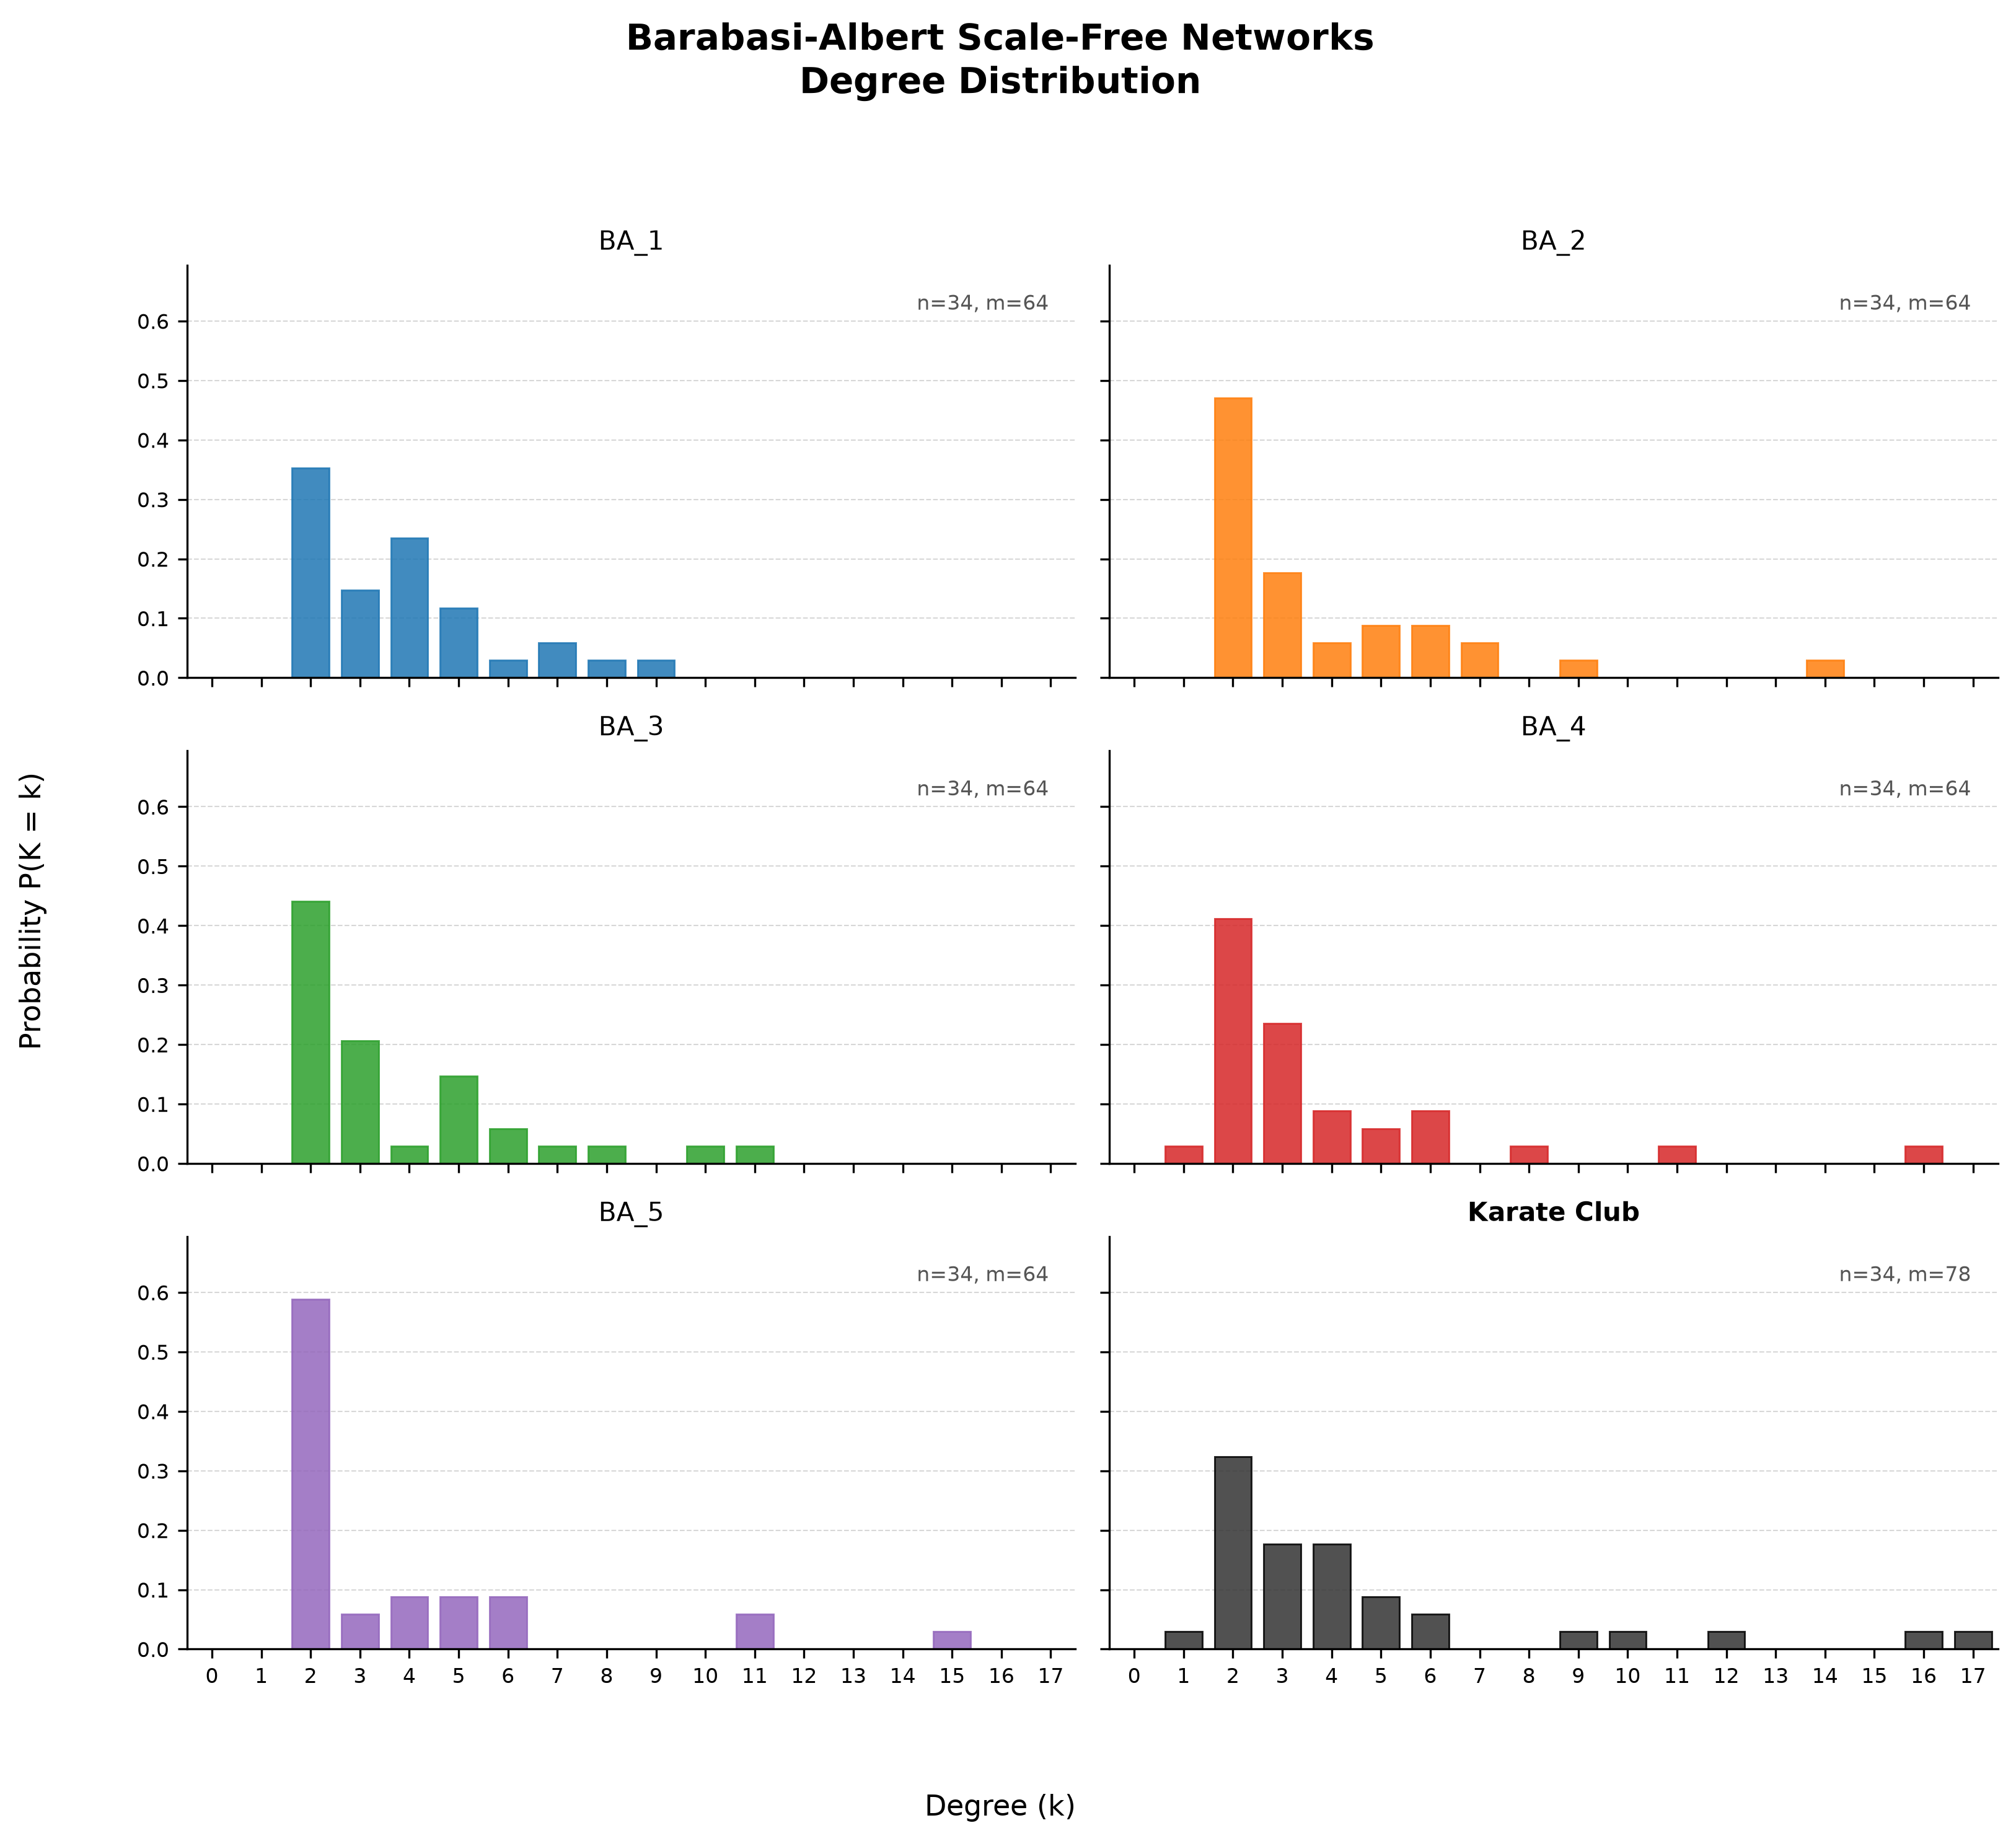 Barabasi-Albert Scale-Free Networks
Degree Distribution
BA_1
n=34, m=64
0.6
0.5
0.4
0.3
0.2
0.1
0.0
BA_2
n=34, m=64
BA_3
n=34, m=64
0.6
0.5
0.4
0.3
0.2
0.1
0.0
BA_4
n=34, m=64
Probability P(K = k)
BA_5
n=34, m=64
0.6
0.5
0.4
0.3
0.2
0.1
0.0
0 1 2 3 4 5 6 7 8 9 10 11 12 13 14 15 16 17
Karate Club
n=34, m=78
0 1 2 3 4 5 6 7 8 9 10 11 12 13 14 15 16 17
Degree (k)